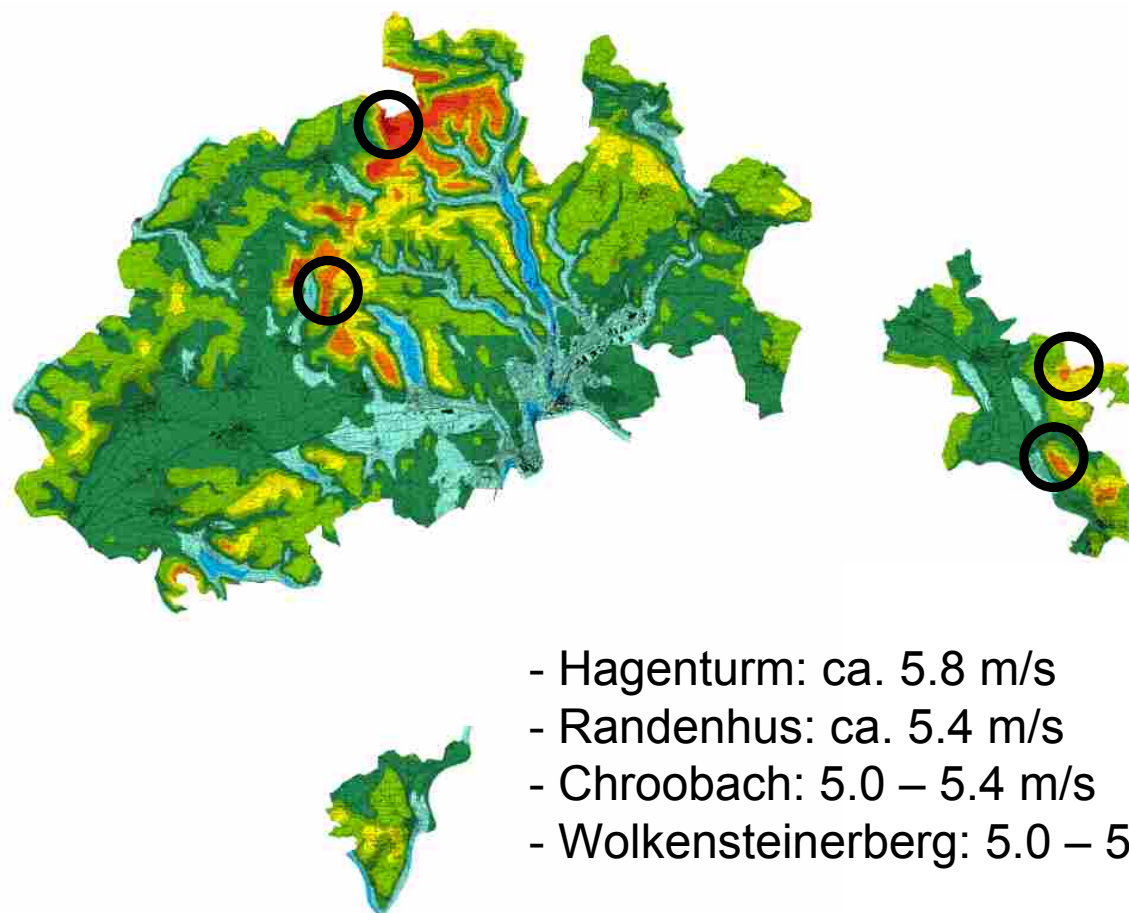 - Hagenturm: ca. 5.8 m/s
- Randenhus: ca. 5.4 m/s
- Chroobach: 5.0 – 5.4 m/s
- Wolkensteinerberg: 5.0 – 5